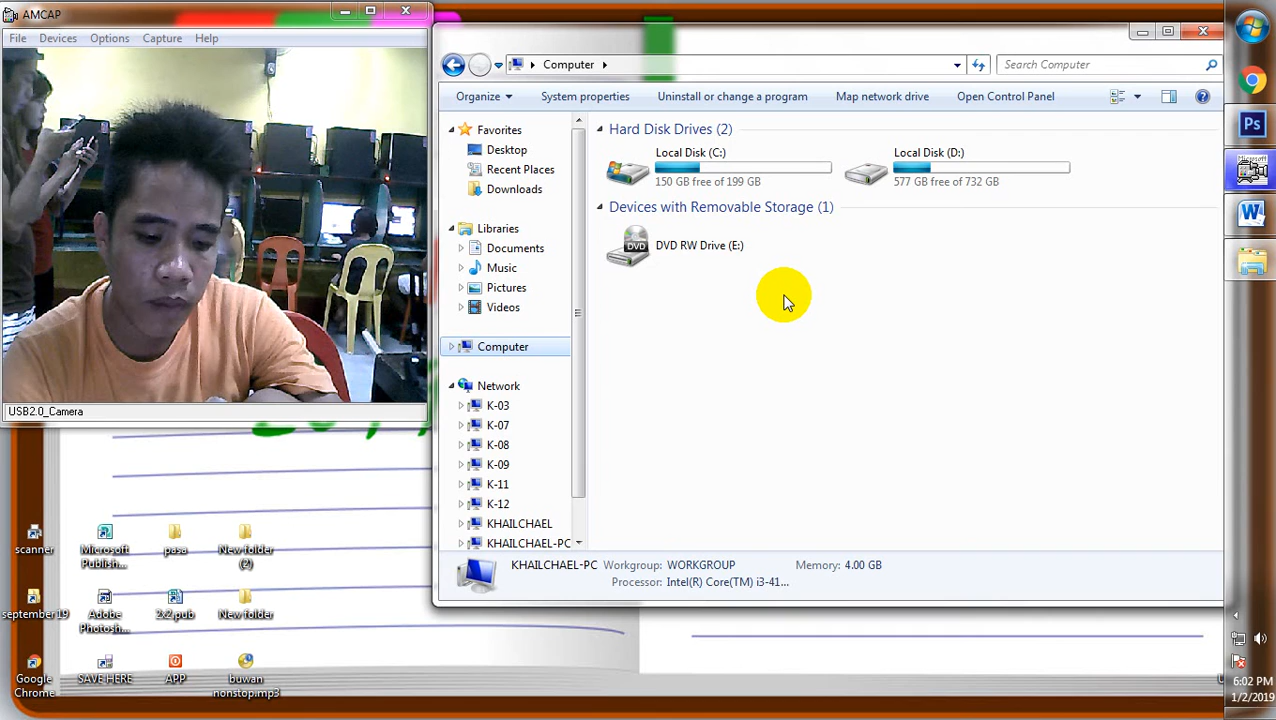 AMCAP
File Devices Options Capture Help
USB2.0_Camera
Computer
Search Computer
Organize System properties Uninstall or change a program Map network drive Open Control Panel
Favorites
Desktop
Recent Places
Downloads
Libraries
Documents
Music
Pictures
Videos
Computer
Network
K-03
K-07
K-08
K-09
K-11
K-12
KHAILCHAEL
KHAILCHAEL-PC
Hard Disk Drives (2)
Local Disk (C:)
150 GB free of 199 GB
Local Disk (D:)
577 GB free of 732 GB
Devices with Removable Storage (1)
DVD
DVD RW Drive (E:)
KHAILCHAEL-PC Workgroup: WORKGROUP Memory: 4.00 GB
Processor: Intel(R) Core(TM) i3-41...
scanner
Microsoft
Publish...
pasa
New folder
(2)
september19
Adobe
Photosh...
2x2.pub
New folder
Google
Chrome
SAVE HERE
APP
buwan
nonstop.mp3
Ps
Microsoft
W
6:02 PM
1/2/2019